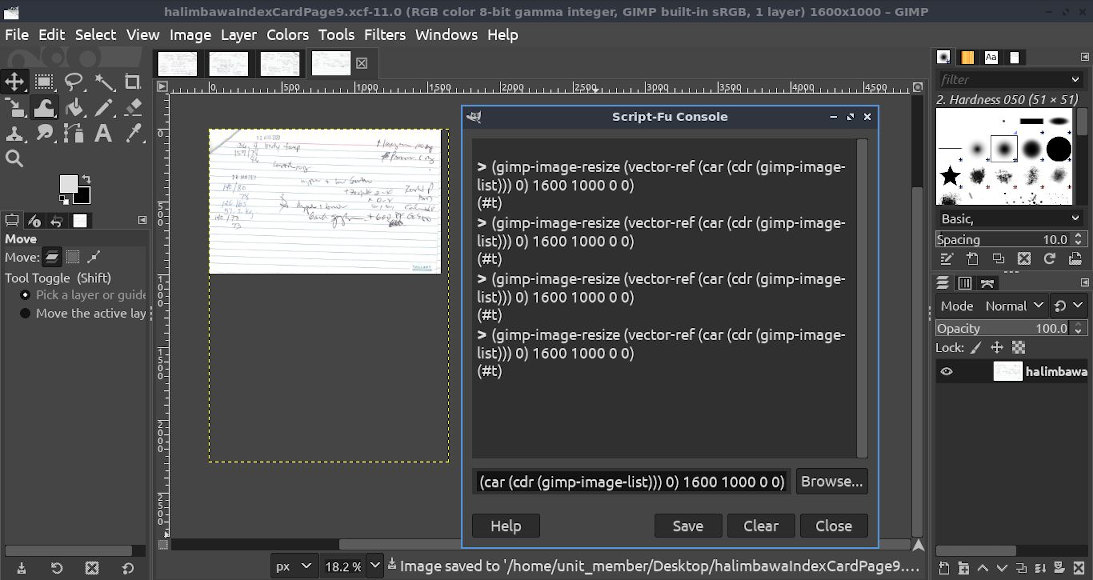 halimbawaIndexCardPage9.xcf-11.0 (RGB color 8-bit gamma integer, GIMP built-in sRGB, 1 layer) 1600x1000 – GIMP
File Edit Select View Image Layer Colors Tools Filters Windows Help
filter
2. Hardness 050 (51 × 51)
0 500 1000 1500 2000 2500 3000 3500 4000 4500
Script-Fu Console
> (gimp-image-resize (vector-ref (car (cdr (gimp-image-
list))) 0) 1600 1000 0 0)
(#t)
> (gimp-image-resize (vector-ref (car (cdr (gimp-image-
list))) 0) 1600 1000 0 0)
(#t)
> (gimp-image-resize (vector-ref (car (cdr (gimp-image-
list))) 0) 1600 1000 0 0)
(#t)
> (gimp-image-resize (vector-ref (car (cdr (gimp-image-
list))) 0) 1600 1000 0 0)
(#t)
(car (cdr (gimp-image-list))) 0) 1600 1000 0 0) Browse...
Help Save Clear Close
Move
Move:
Tool Toggle (Shift)
Pick a layer or guide
Move the active lay
Basic,
Spacing 10.0
Mode Normal
Opacity 100.0
Lock:
halimbawa
px 18.2 % Image saved to '/home/unit_member/Desktop/halimbawaIndexCardPage9....